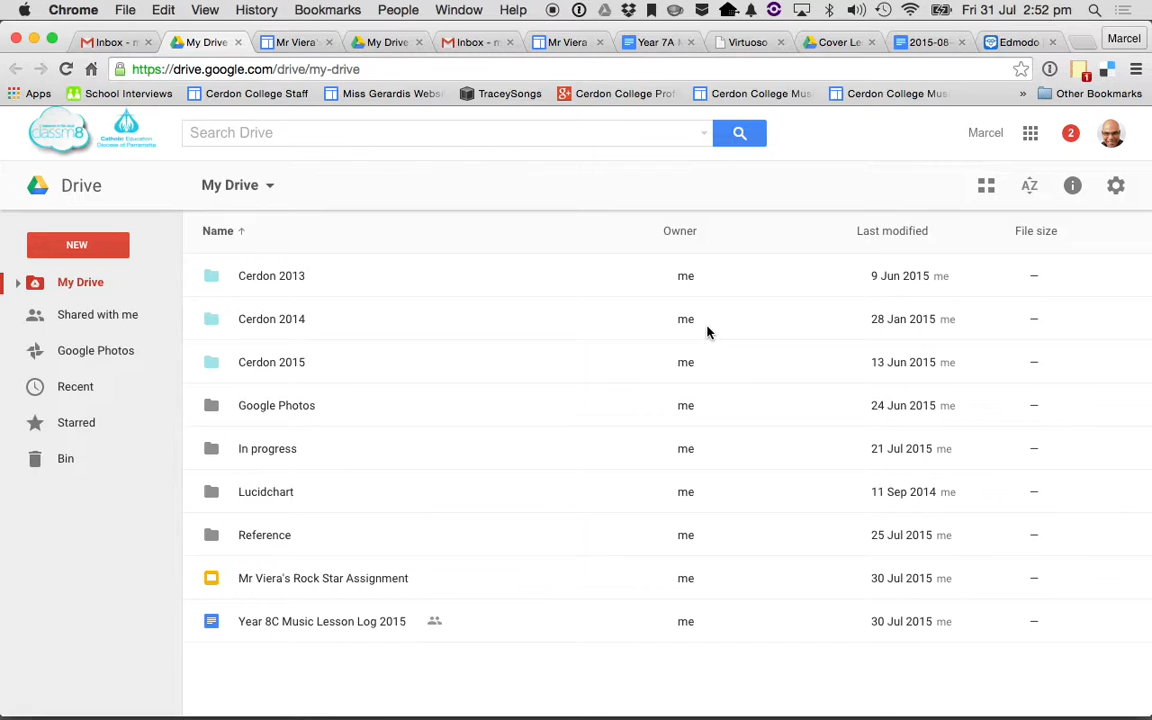 Chrome File Edit View History Bookmarks People Window Help Fri 31 Jul 2:52 pm
Inbox - m My Drive Mr Viera' My Drive Inbox - m Mr Viera Year 7A M Virtuoso Cover Le 2015-08- Edmodo Marcel
https://drive.google.com/drive/my-drive 1
Apps School Interviews Cerdon College Staff Miss Gerardis Webs TraceySongs Cerdon College Prof Cerdon College Mus Cerdon College Mus » Other Bookmarks
classm8 Catholic Education Diocese of Parramatta Search Drive Marcel 2
Drive My Drive AZ
Name Owner Last modified File size
NEW
My Drive
Shared with me
Google Photos
Recent
Starred
Bin
Cerdon 2013 me 9 Jun 2015 me —
Cerdon 2014 me 28 Jan 2015 me —
Cerdon 2015 me 13 Jun 2015 me —
Google Photos me 24 Jun 2015 me —
In progress me 21 Jul 2015 me —
Lucidchart me 11 Sep 2014 me —
Reference me 25 Jul 2015 me —
Mr Viera's Rock Star Assignment me 30 Jul 2015 me —
Year 8C Music Lesson Log 2015 me 30 Jul 2015 me —